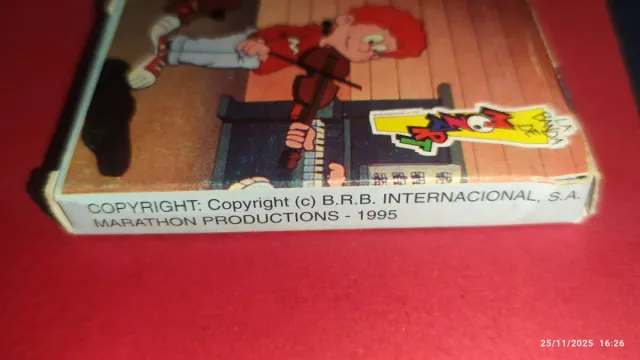 LA
BANDA
DE
MOZART
COPYRIGHT: Copyright (c) B.R.B. INTERNACIONAL, S.A.
MARATHON PRODUCTIONS - 1995
25/11/2025 16:26